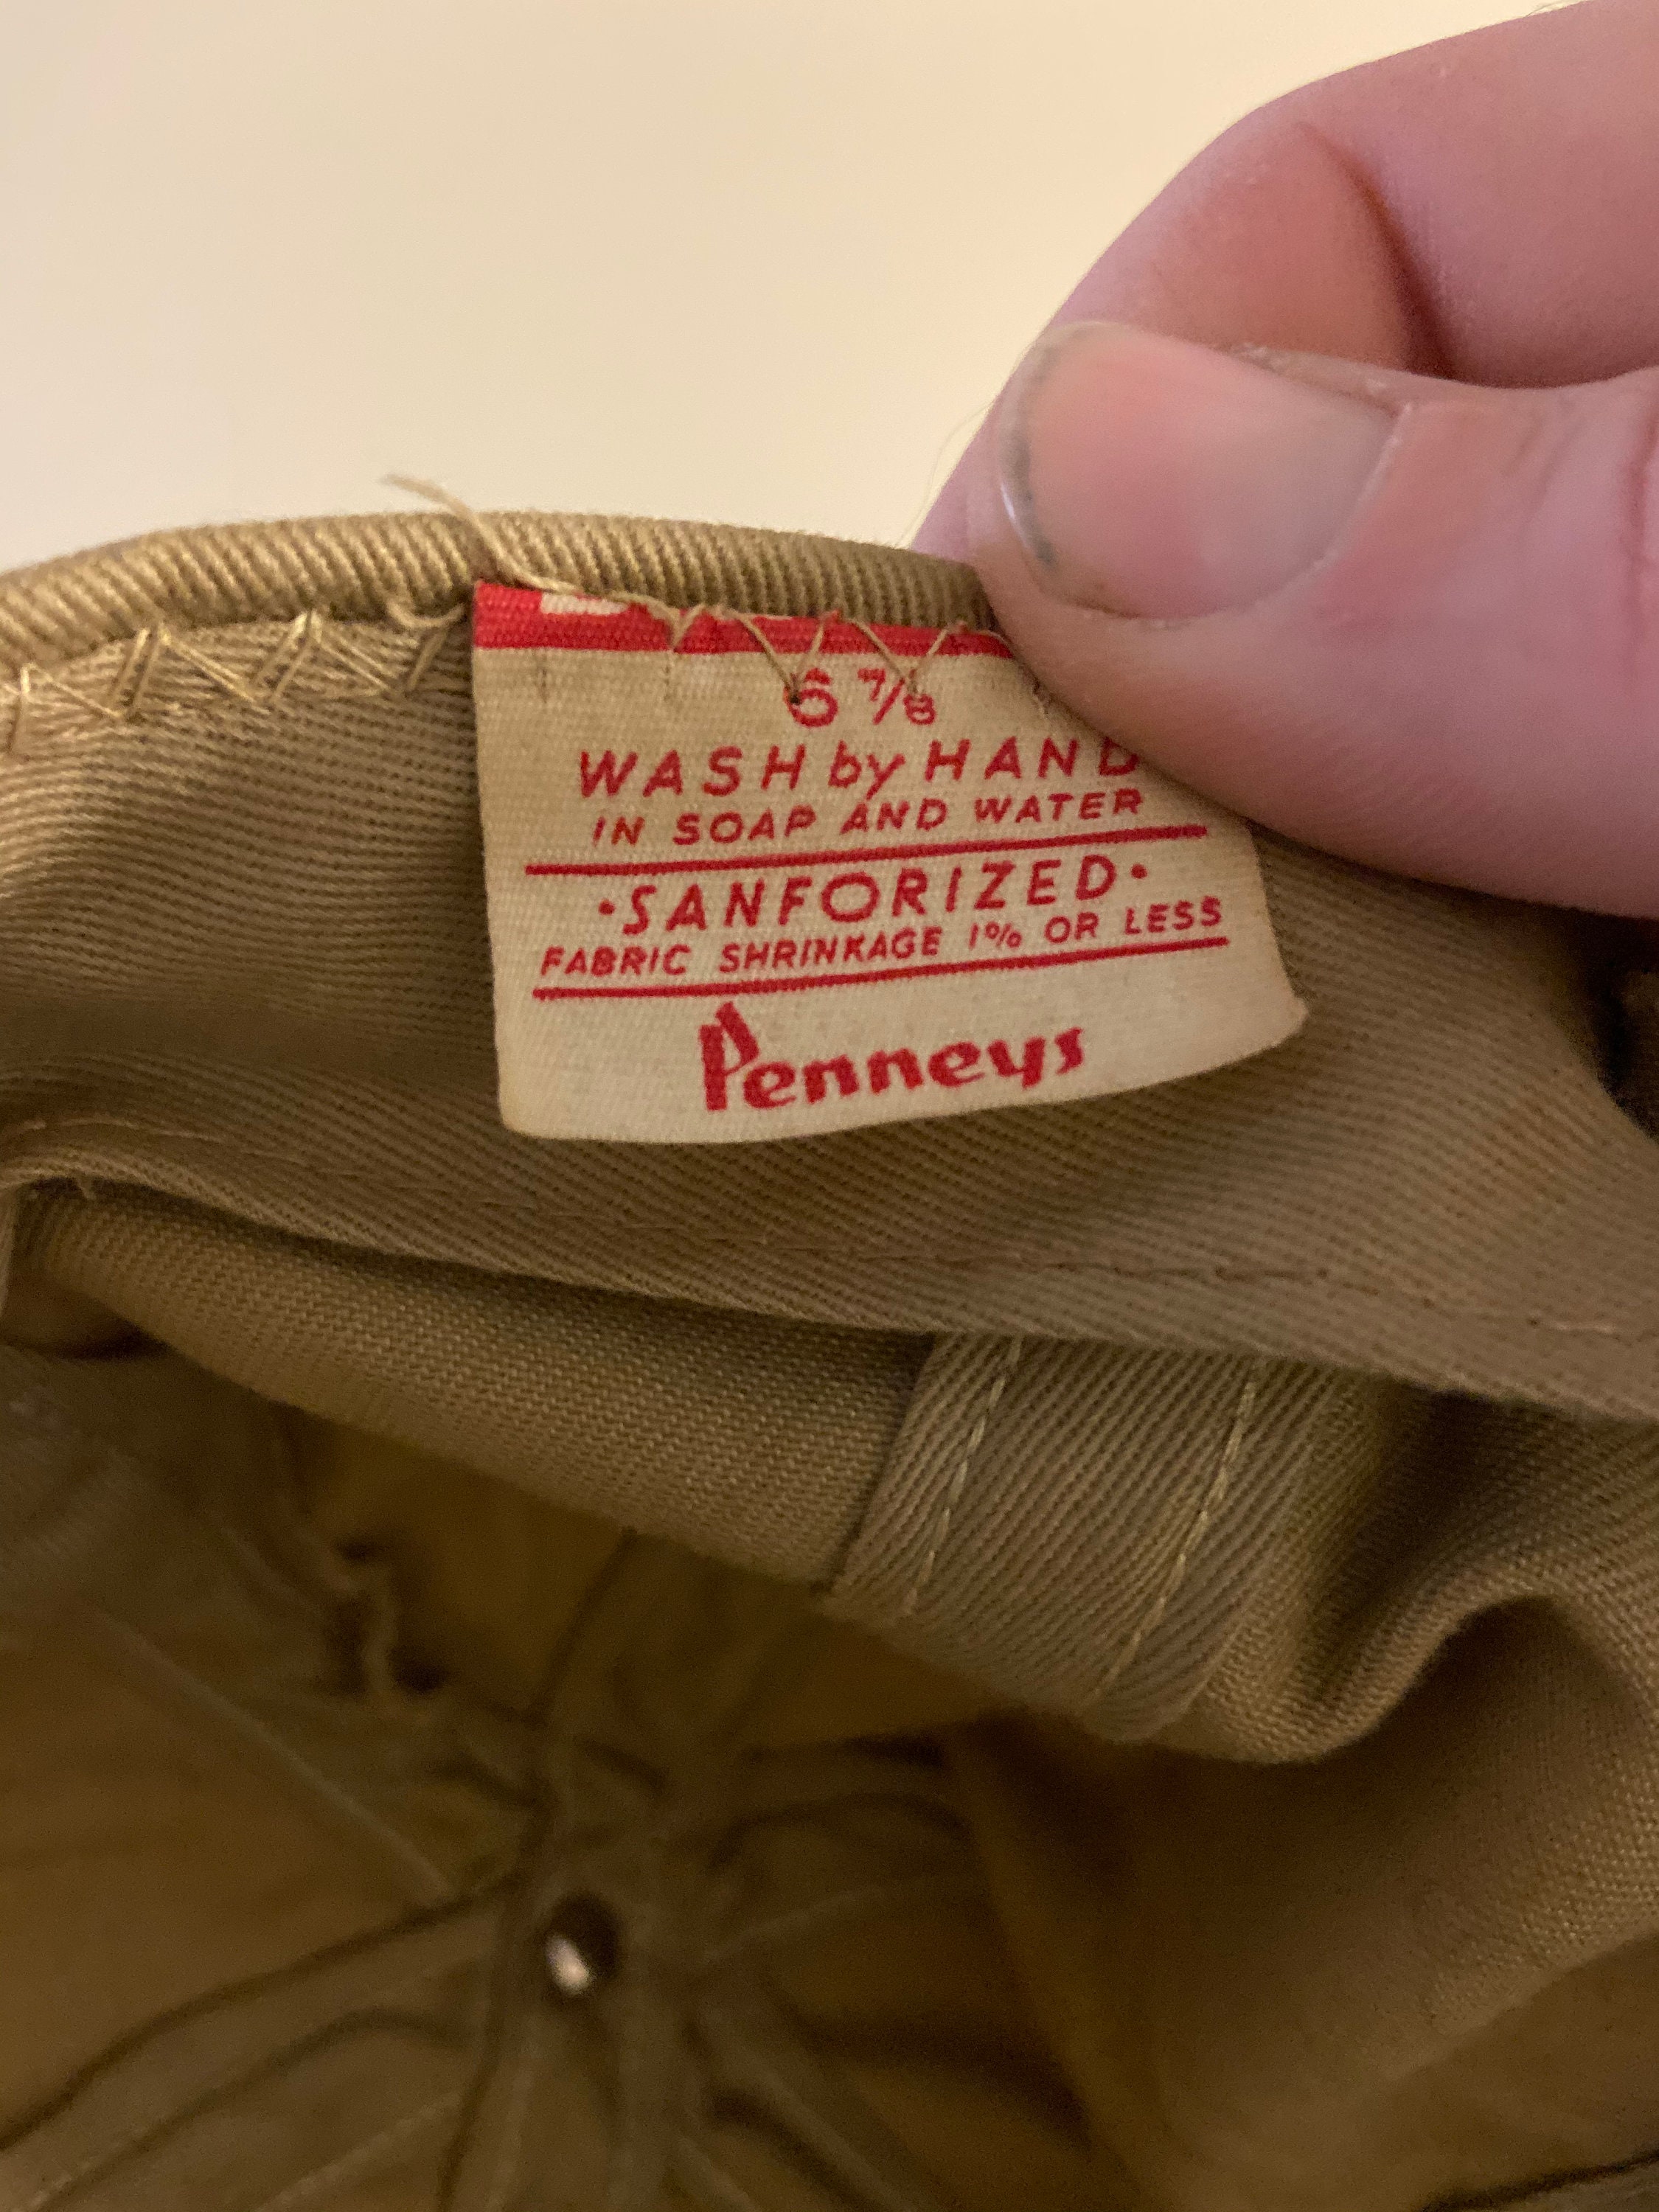 6 7/8
WASH by HAND
IN SOAP AND WATER
•SANFORIZED•
FABRIC SHRINKAGE 1% OR LESS
Penneys